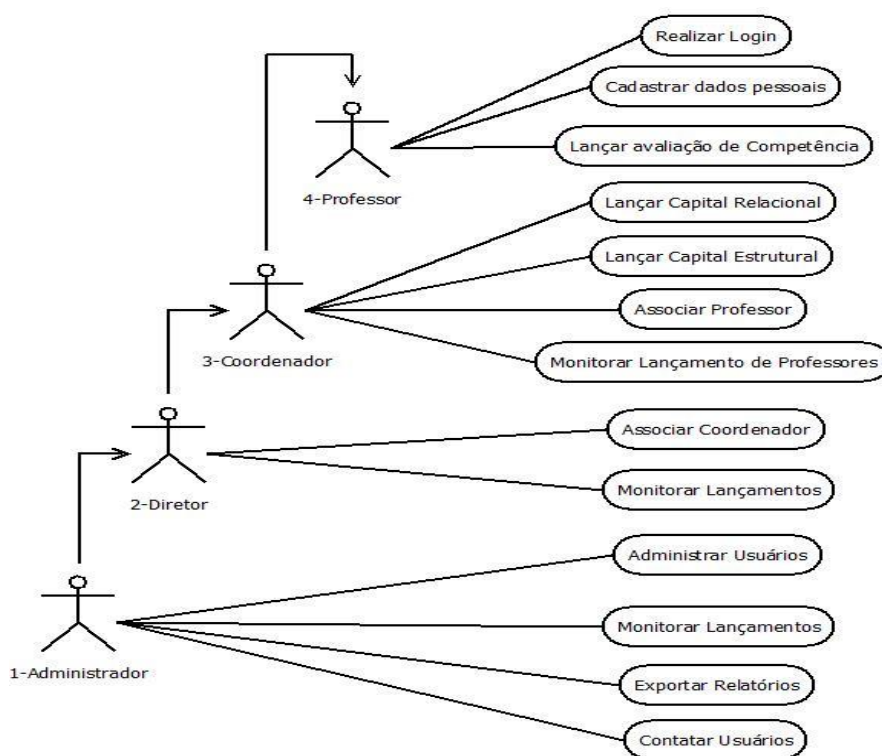 Realizar Login
Cadastrar dados pessoais
Lançar avaliação de Competência
4-Professor
Lançar Capital Relacional
Lançar Capital Estrutural
Associar Professor
3-Coordenador
Monitorar Lançamento de Professores
Associar Coordenador
Monitorar Lançamentos
2-Diretor
Administrar Usuários
Monitorar Lançamentos
1-Administrador
Exportar Relatórios
Contatar Usuários